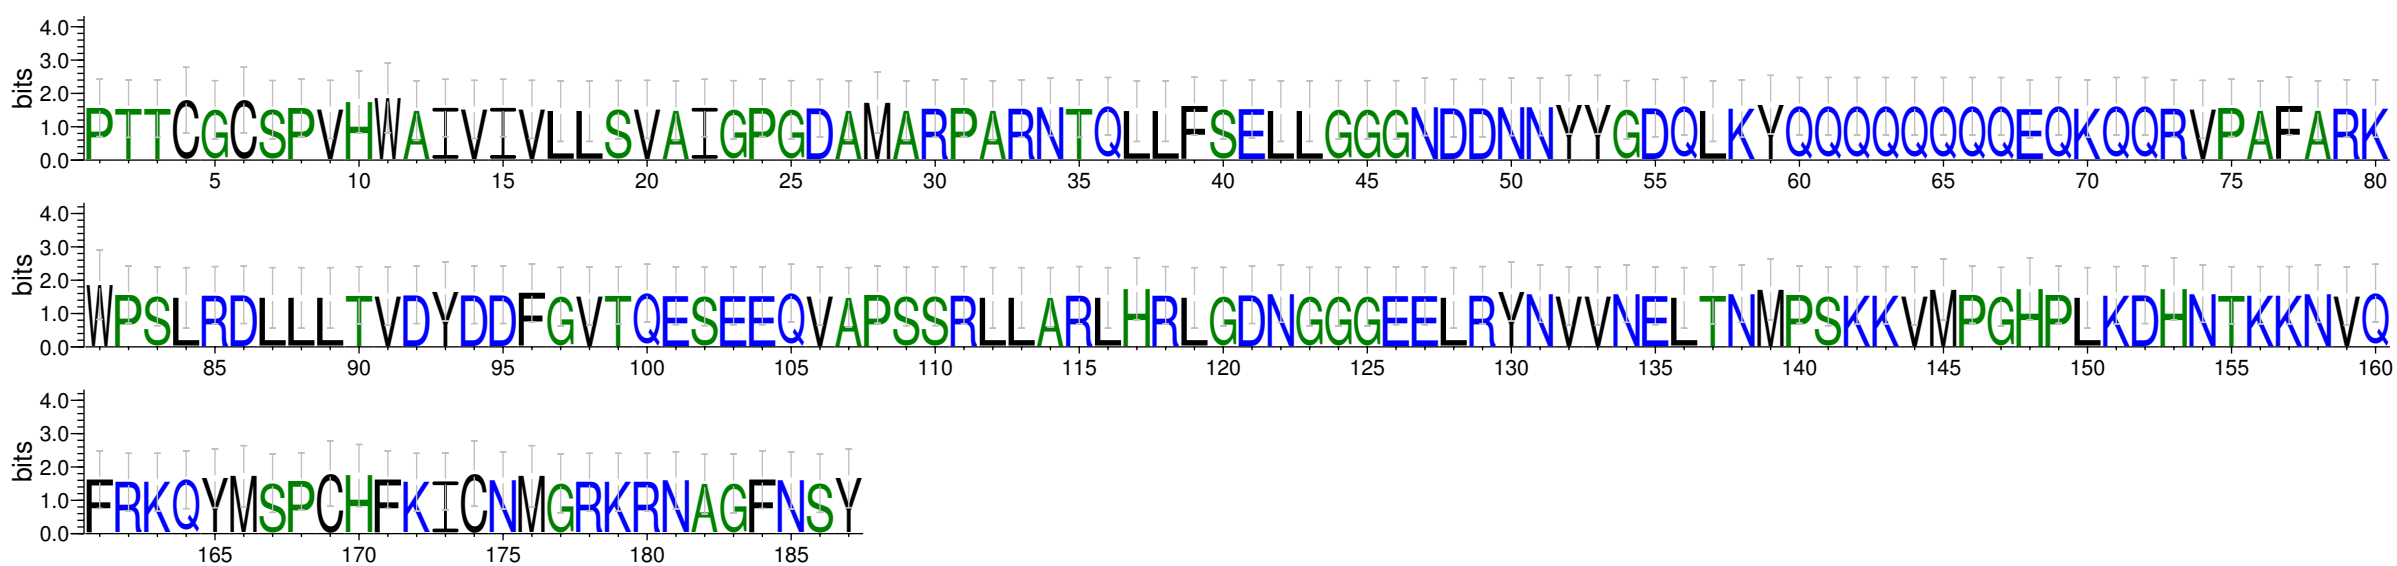 4.0
3.0
2.0
1.0
0.0
bits
PTTCGCSPVHWAIVIVLLSVAIGPGDAMARPARNTQLLFSELLGGGNDDNNYYGDQLKYQQQQQQQQEQKQQRVPAFARK
5 10 15 20 25 30 35 40 45 50 55 60 65 70 75 80
4.0
3.0
2.0
1.0
0.0
bits
WPSLRDLLLTVDYDDFGVTQESEEQVAPSSRLLARLHRLGDNGGGEELRYNVVNELTNMPSKKVMPGHPLKDHNTKKNVQ
85 90 95 100 105 110 115 120 125 130 135 140 145 150 155 160
4.0
3.0
2.0
1.0
0.0
bits
FRKQYMSPCHFKICNMGRKRNAGFNSY
165 170 175 180 185